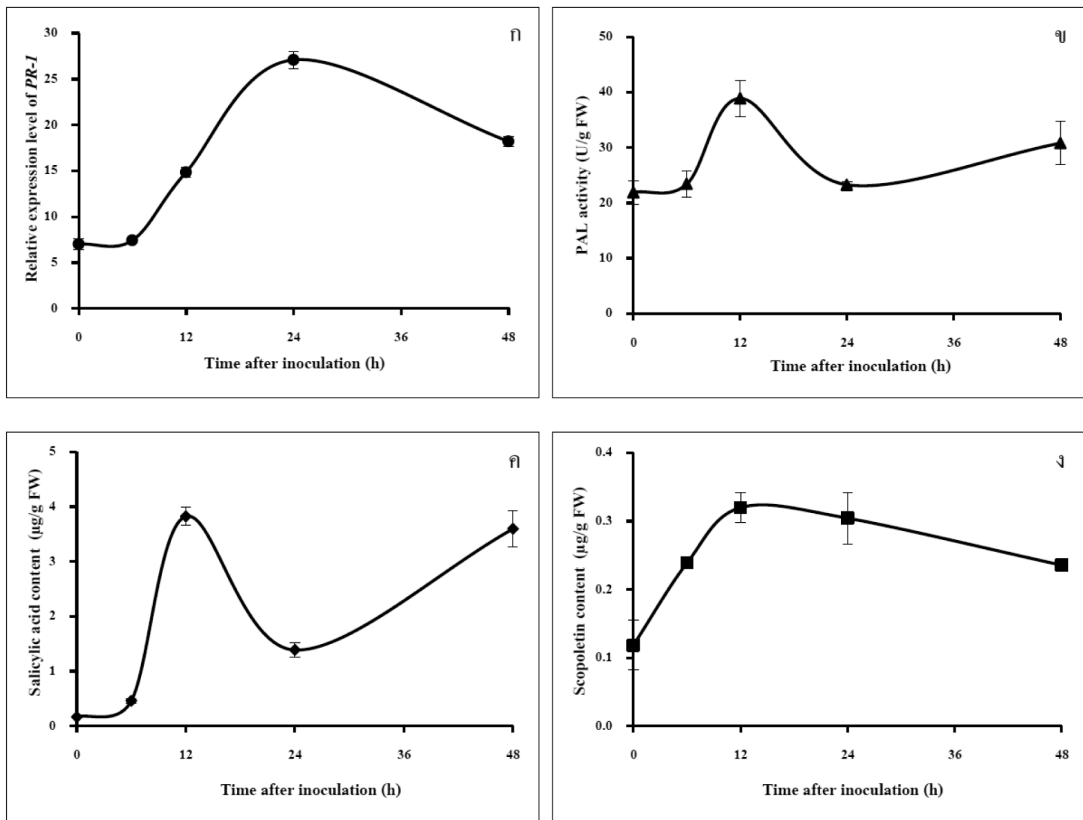 ก
30
25
20
15
10
5
0
Relative expression level of PR-1
0 12 24 36 48
Time after inoculation (h)
ข
50
40
30
20
10
0
PAL activity (U/g FW)
0 12 24 36 48
Time after inoculation (h)
ค
5
4
3
2
1
0
Salicylic acid content (µg/g FW)
0 12 24 36 48
Time after inoculation (h)
ง
0.4
0.3
0.2
0.1
0.0
Scopoletin content (µg/g FW)
0 12 24 36 48
Time after inoculation (h)